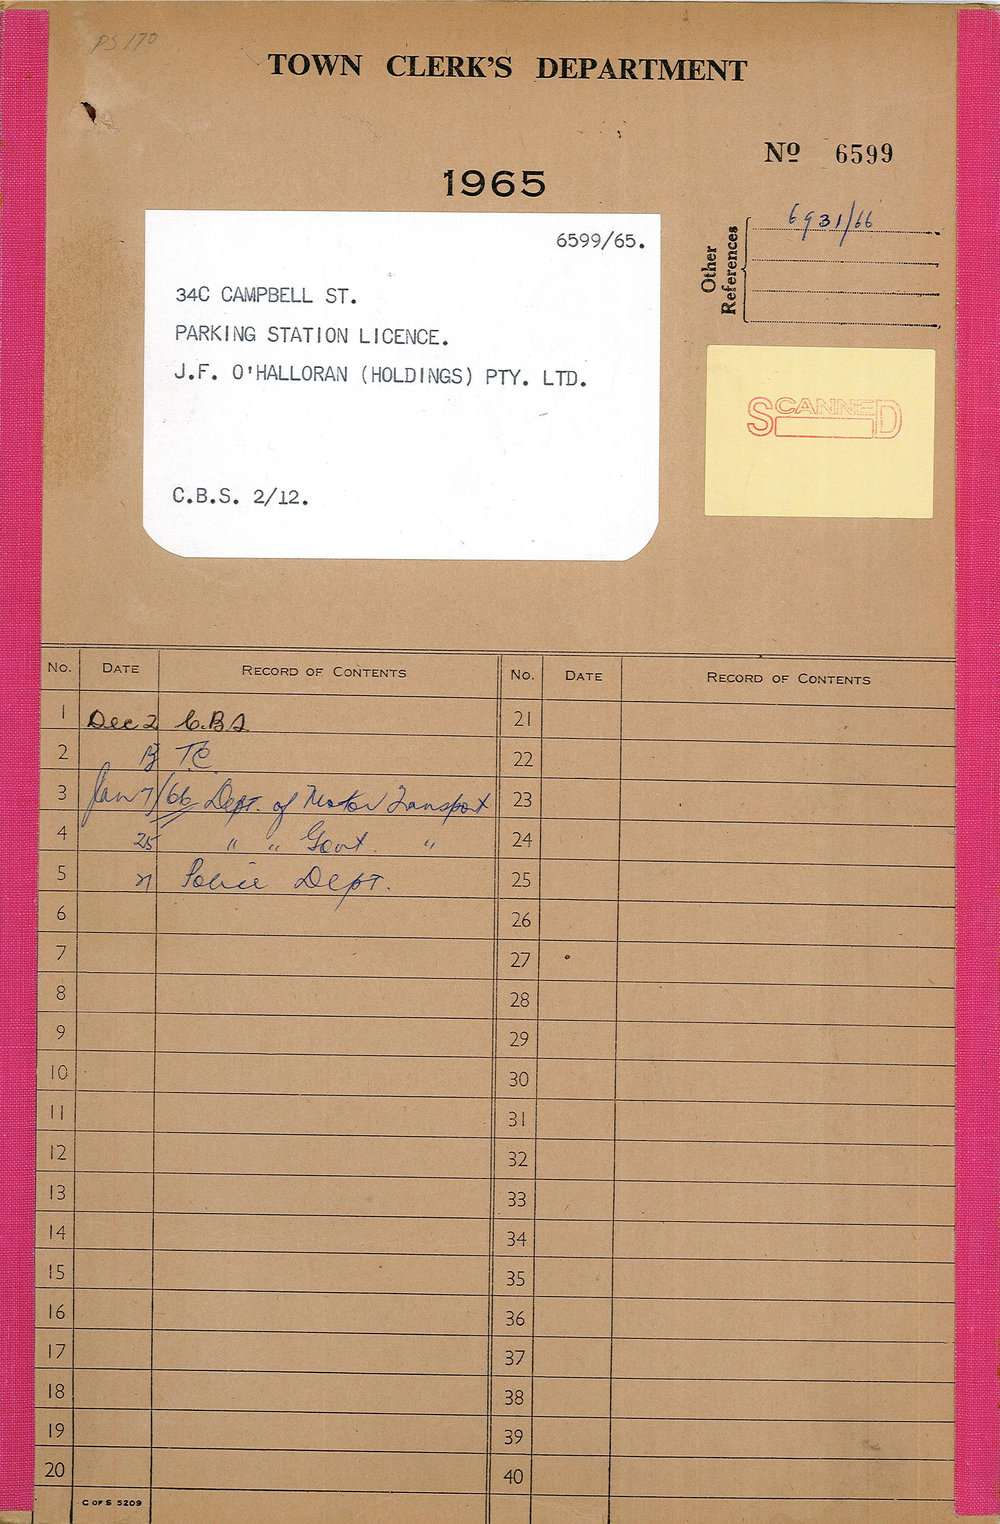 PS 170
TOWN CLERK'S DEPARTMENT
Nº 6599
1965
Other References
6931/66
6599/65.
34C CAMPBELL ST.
PARKING STATION LICENCE.
J.F. O'HALLORAN (HOLDINGS) PTY. LTD.
C.B.S. 2/12.
SCANNED
No. DATE RECORD OF CONTENTS No. DATE RECORD OF CONTENTS
1 Dec 2 C.B.S. 21
2 13 T.C. 22
3 Jan 7/66 Dept. of Motor Transport 23
4 25 " " Govt. " 24
5 Police Dept. 25
6 26
7 27
8 28
9 29
10 30
11 31
12 32
13 33
14 34
15 35
16 36
17 37
18 38
19 39
20 40
C OF S 5209